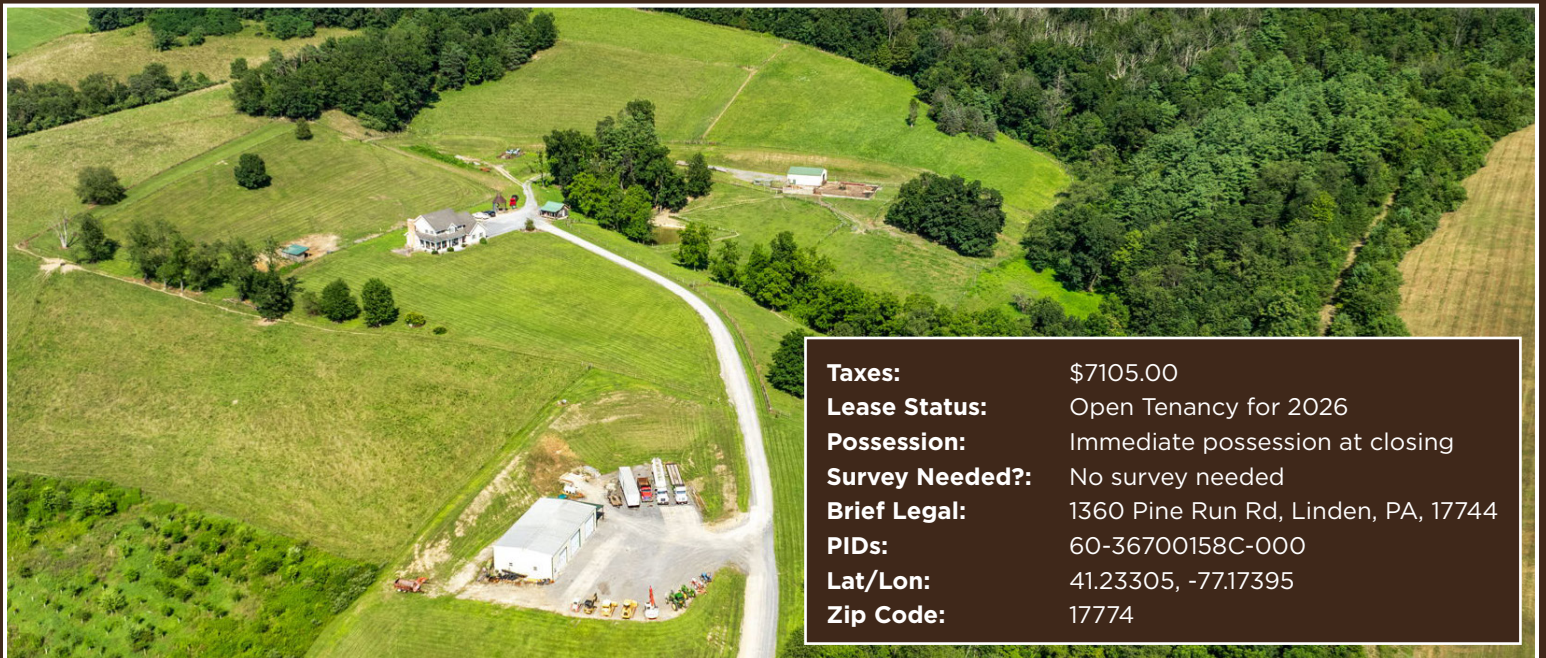 Taxes: $7105.00
Lease Status: Open Tenancy for 2026
Possession: Immediate possession at closing
Survey Needed?: No survey needed
Brief Legal: 1360 Pine Run Rd, Linden, PA, 17744
PIDs: 60-36700158C-000
Lat/Lon: 41.23305, -77.17395
Zip Code: 17774